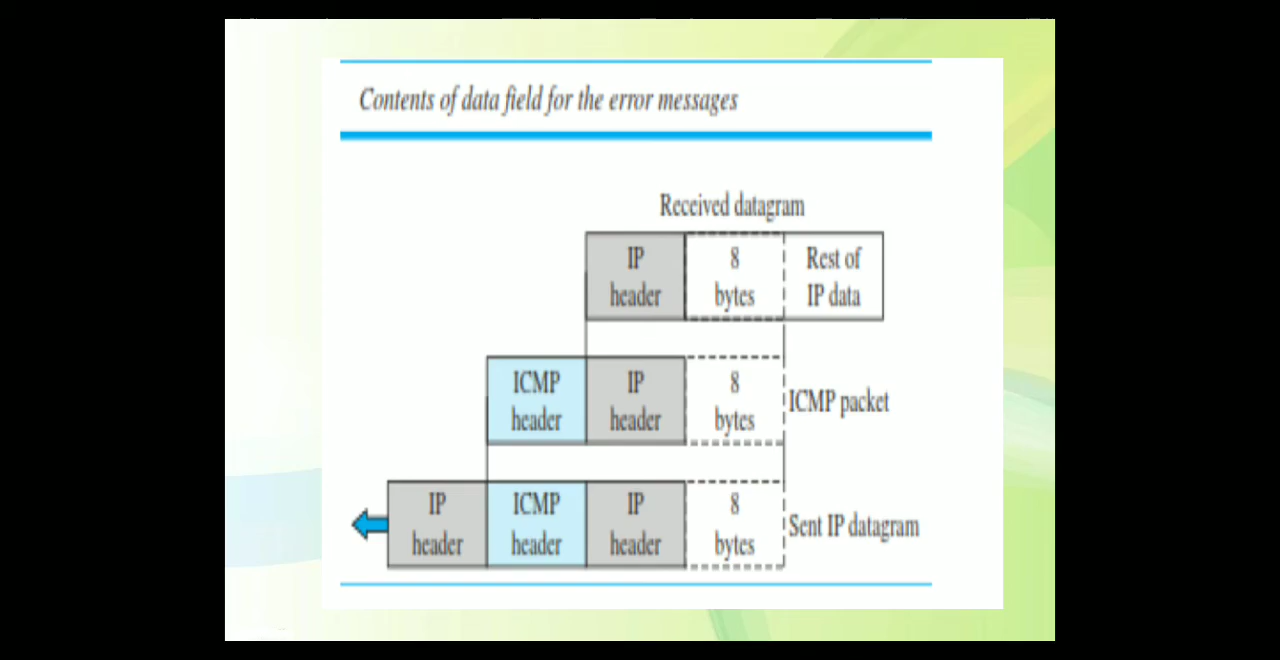 Contents of data field for the error messages
Received datagram
IP
header
8
bytes
Rest of
IP data
ICMP
header
IP
header
8
bytes
ICMP packet
IP
header
ICMP
header
IP
header
8
bytes
Sent IP datagram